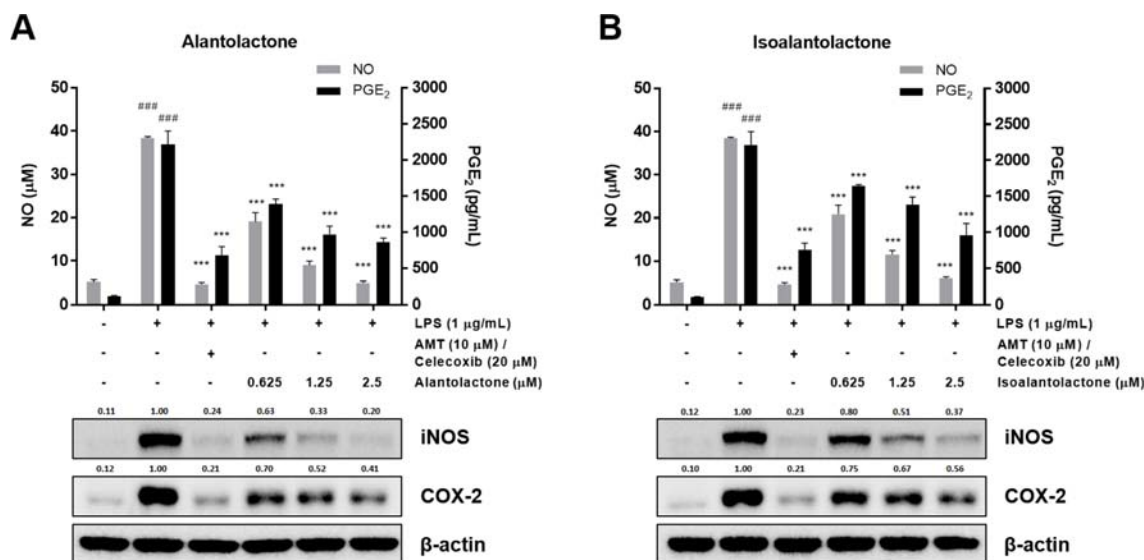 A
Alantolactone
NO
PGE2
50
40
30
20
10
0
NO (μM)
3000
2500
2000
1500
1000
500
0
PGE2 (pg/mL)
###
###
***
***
***
***
***
***
***
***
- + + + + + LPS (1 μg/mL)
- - + - - - AMT (10 μM) / Celecoxib (20 μM)
- - - 0.625 1.25 2.5 Alantolactone (μM)
0.11 1.00 0.24 0.63 0.33 0.20
iNOS
0.12 1.00 0.21 0.70 0.52 0.41
COX-2
β-actin
B
Isoalantolactone
NO
PGE2
50
40
30
20
10
0
NO (μM)
3000
2500
2000
1500
1000
500
0
PGE2 (pg/mL)
###
###
***
***
***
***
***
***
***
***
- + + + + + LPS (1 μg/mL)
- - + - - - AMT (10 μM) / Celecoxib (20 μM)
- - - 0.625 1.25 2.5 Isoalantolactone (μM)
0.12 1.00 0.23 0.80 0.51 0.37
iNOS
0.10 1.00 0.21 0.75 0.67 0.56
COX-2
β-actin